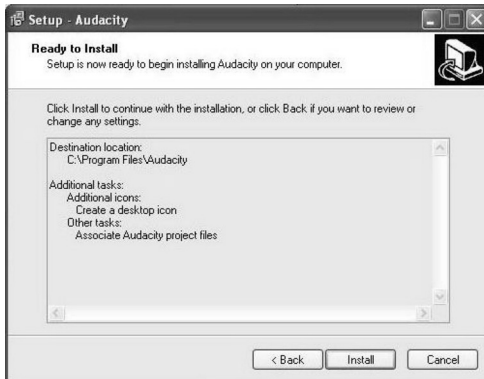 Setup - Audacity
Ready to Install
Setup is now ready to begin installing Audacity on your computer.
Click Install to continue with the installation, or click Back if you want to review or
change any settings.
Destination location:
C:\Program Files\Audacity
Additional tasks:
Additional icons:
Create a desktop icon
Other tasks:
Associate Audacity project files
< Back Install Cancel